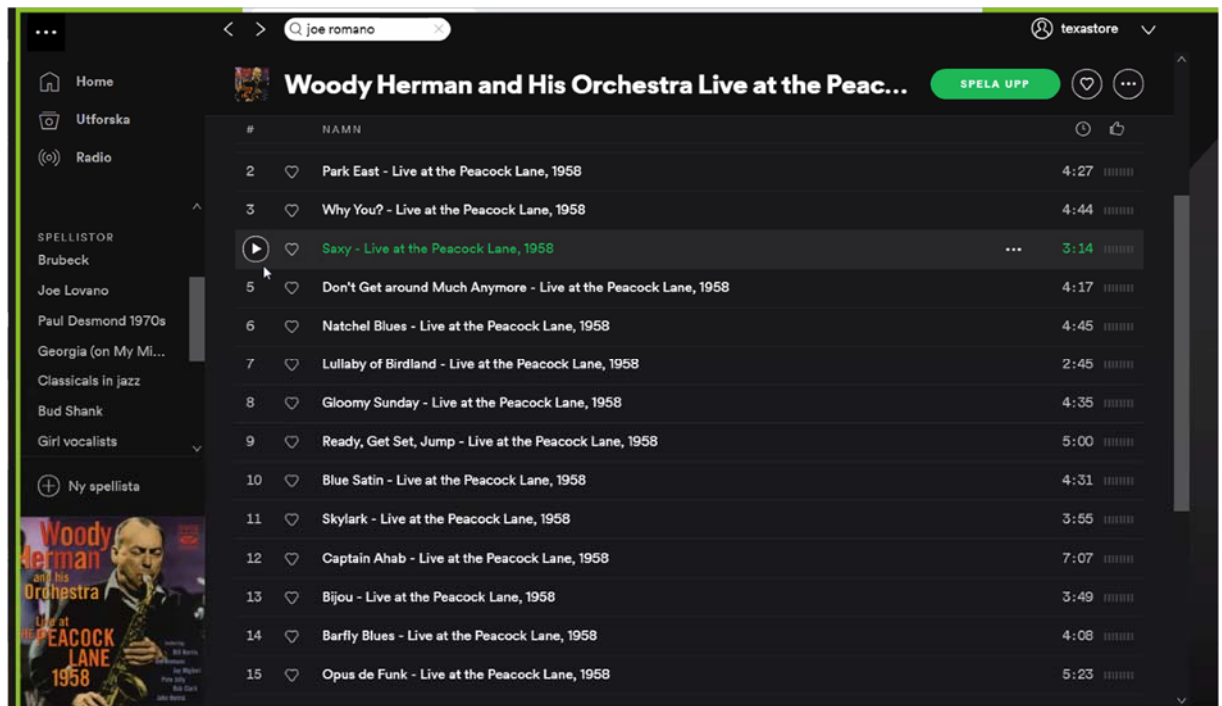 joe romano
texastore
Home
Utforska
Radio
SPELLISTOR
Brubeck
Joe Lovano
Paul Desmond 1970s
Georgia (on My Mi...
Classicals in jazz
Bud Shank
Girl vocalists
Ny spellista
Woody
Herman
and his
Orchestra
Live at
PEACOCK
LANE
1958
Woody Herman and His Orchestra Live at the Peac...
SPELA UPP
# NAMN
2 Park East - Live at the Peacock Lane, 1958 4:27
3 Why You? - Live at the Peacock Lane, 1958 4:44
Saxy - Live at the Peacock Lane, 1958 3:14
5 Don't Get around Much Anymore - Live at the Peacock Lane, 1958 4:17
6 Natchel Blues - Live at the Peacock Lane, 1958 4:45
7 Lullaby of Birdland - Live at the Peacock Lane, 1958 2:45
8 Gloomy Sunday - Live at the Peacock Lane, 1958 4:35
9 Ready, Get Set, Jump - Live at the Peacock Lane, 1958 5:00
10 Blue Satin - Live at the Peacock Lane, 1958 4:31
11 Skylark - Live at the Peacock Lane, 1958 3:55
12 Captain Ahab - Live at the Peacock Lane, 1958 7:07
13 Bijou - Live at the Peacock Lane, 1958 3:49
14 Barfly Blues - Live at the Peacock Lane, 1958 4:08
15 Opus de Funk - Live at the Peacock Lane, 1958 5:23